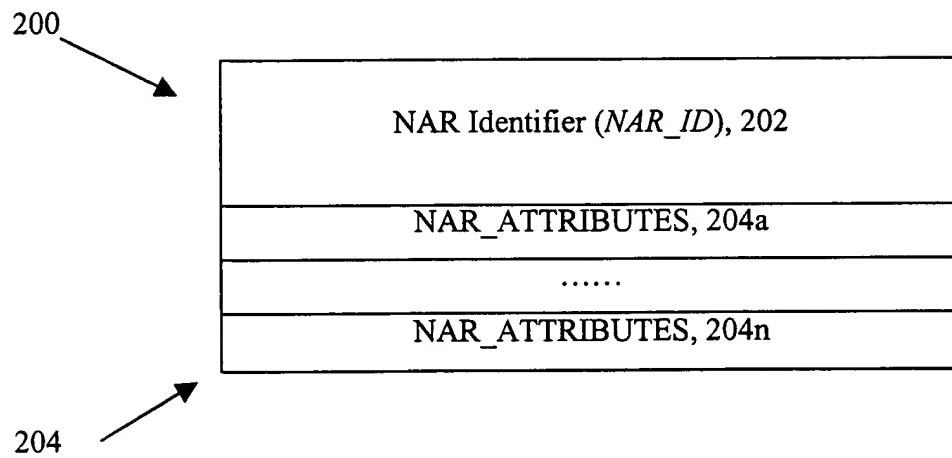 200
NAR Identifier (NAR_ID), 202
NAR_ATTRIBUTES, 204a
......
NAR_ATTRIBUTES, 204n
204